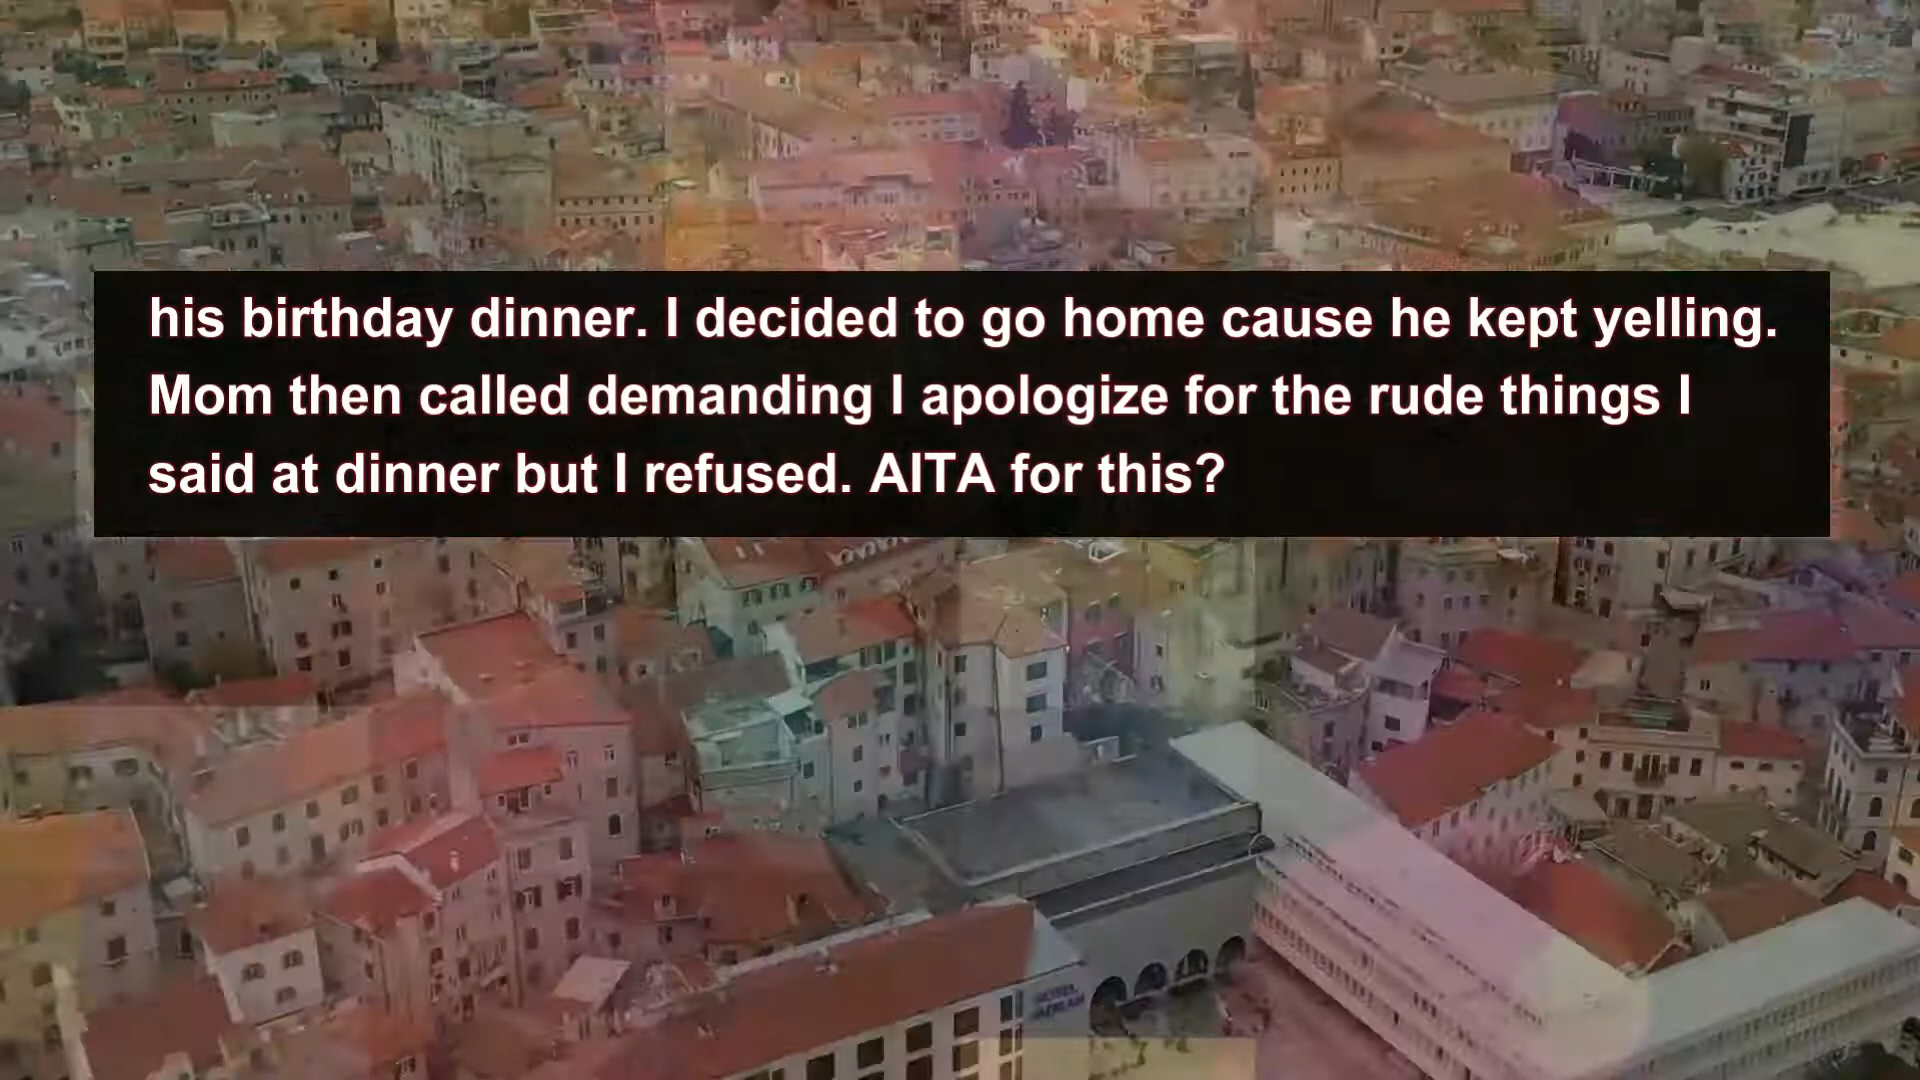 his birthday dinner. I decided to go home cause he kept yelling.
Mom then called demanding I apologize for the rude things I
said at dinner but I refused. AITA for this?
HOTEL